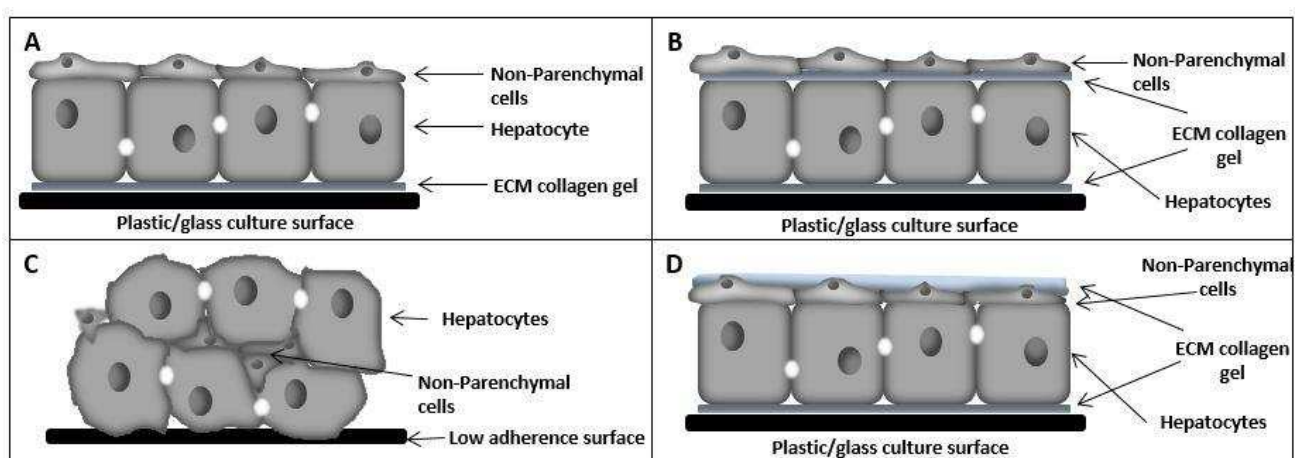 A
Non-Parenchymal
cells
Hepatocyte
ECM collagen gel
Plastic/glass culture surface
B
Non-Parenchymal
cells
ECM collagen
gel
Hepatocytes
Plastic/glass culture surface
C
Hepatocytes
Non-Parenchymal
cells
Low adherence surface
D
Non-Parenchymal
cells
ECM collagen
gel
Hepatocytes
Plastic/glass culture surface